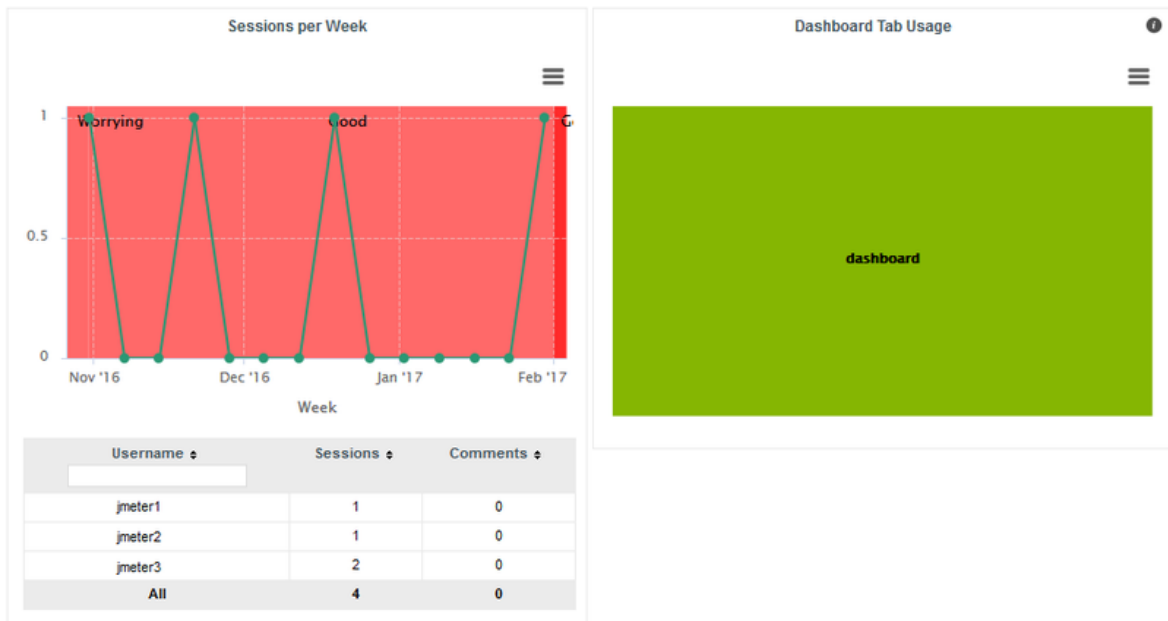 Sessions per Week
Worrying Good G
1
0.5
0
Nov '16 Dec '16 Jan '17 Feb '17
Week
Username Sessions Comments
jmeter1 1 0
jmeter2 1 0
jmeter3 2 0
All 4 0
Dashboard Tab Usage
dashboard